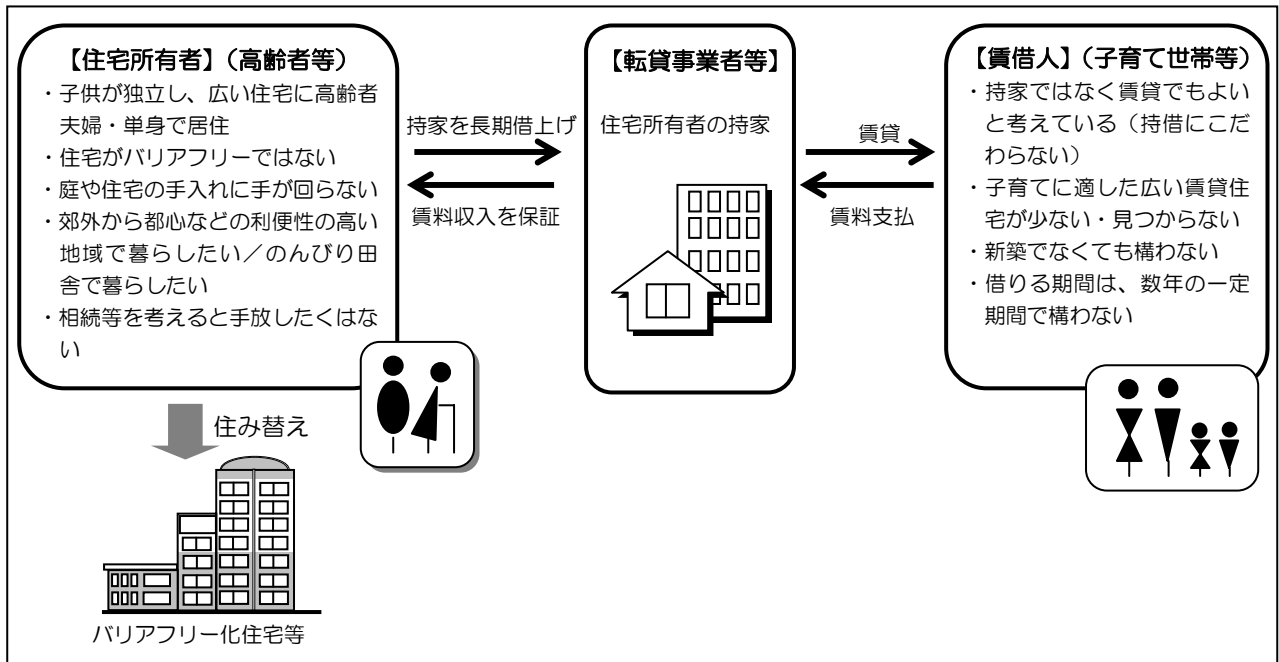 【住宅所有者】(高齢者等)
・子供が独立し、広い住宅に高齢者
夫婦・単身で居住
・住宅がバリアフリーではない
・庭や住宅の手入れに手が回らない
・郊外から都心などの利便性の高い
地域で暮らしたい/のんびり田
舎で暮らしたい
・相続等を考えると手放したくはな
い
持家を長期借上げ
賃料収入を保証
【転貸事業者等】
住宅所有者の持家
賃貸
賃料支払
【賃借人】(子育て世帯等)
・持家ではなく賃貸でもよい
と考えている(持借にこだ
わらない)
・子育てに適した広い賃貸住
宅が少ない・見つからない
・新築でなくても構わない
・借りる期間は、数年の一定
期間で構わない
住み替え
バリアフリー化住宅等